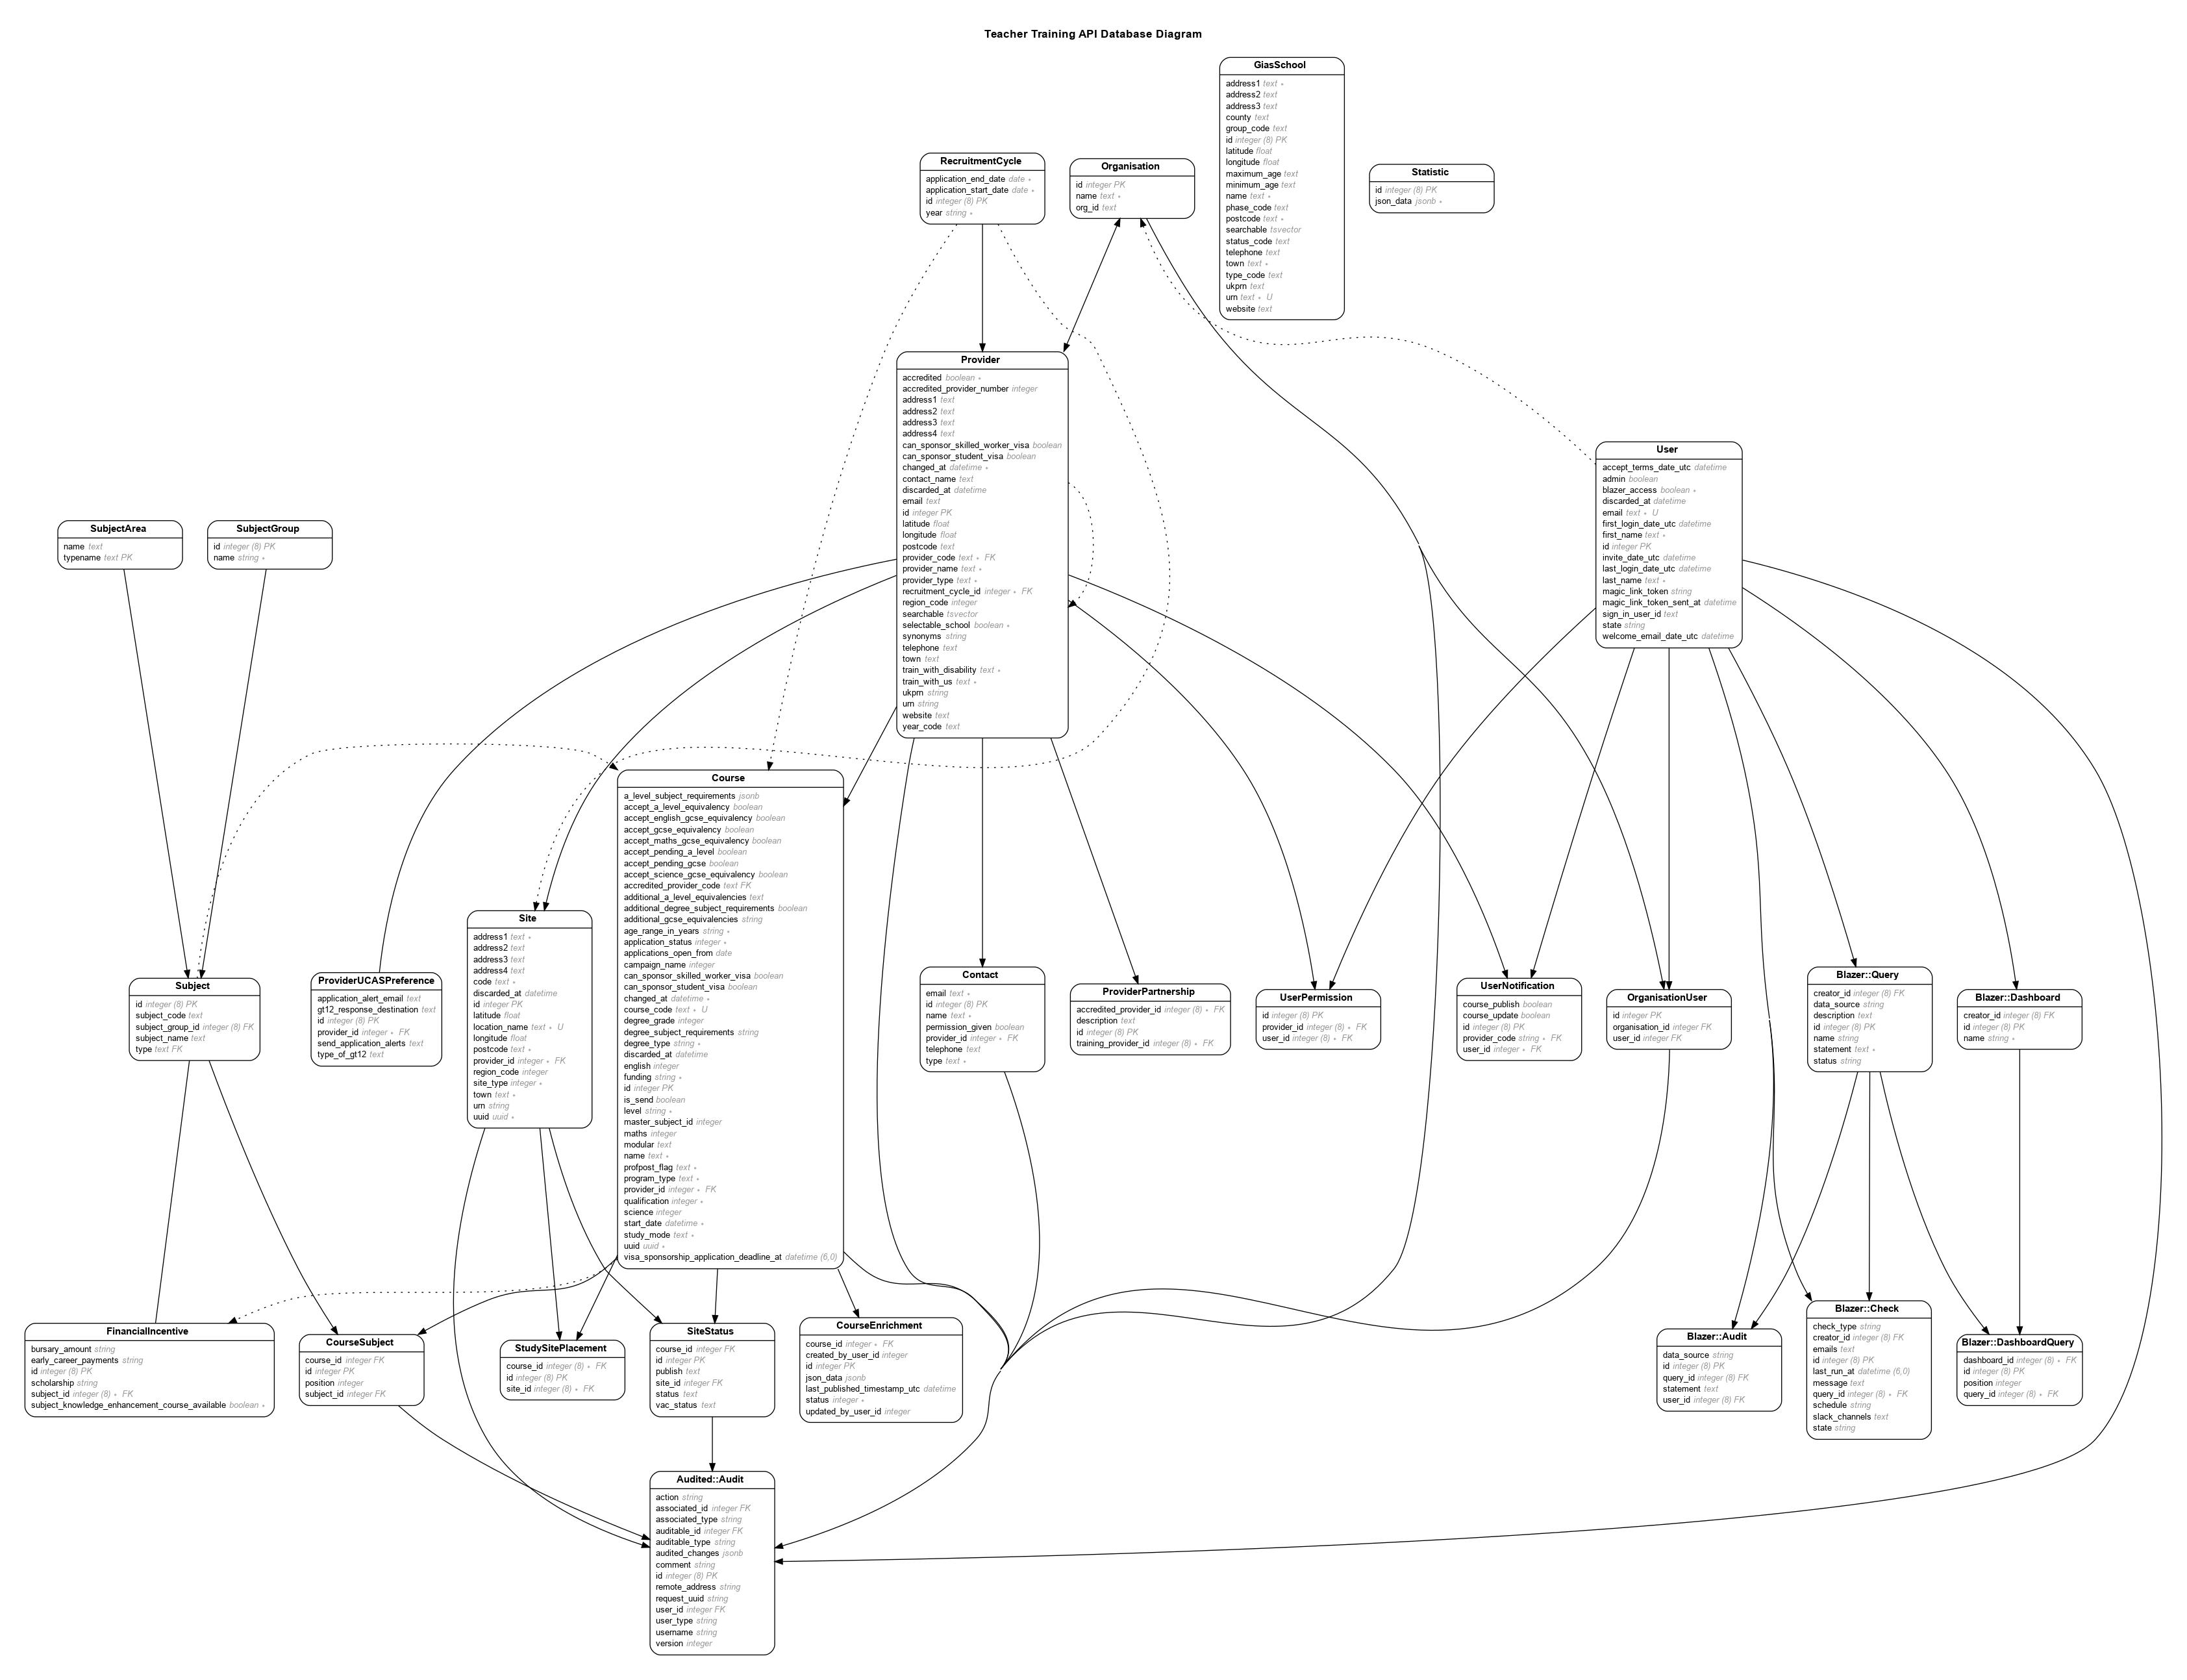 Teacher Training API Database Diagram
GiasSchool
address1 text ∗
address2 text
address3 text
county text
group_code text
id integer (8) PK
latitude float
longitude float
maximum_age text
minimum_age text
name text ∗
phase_code text
postcode text ∗
searchable tsvector
status_code text
telephone text
town text ∗
type_code text
ukprn text
urn text ∗ U
website text
RecruitmentCycle
application_end_date date ∗
application_start_date date ∗
id integer (8) PK
year string ∗
Organisation
id integer PK
name text ∗
org_id text
Statistic
id integer (8) PK
json_data jsonb ∗
Provider
accredited boolean ∗
accredited_provider_number integer
address1 text
address2 text
address3 text
address4 text
can_sponsor_skilled_worker_visa boolean
can_sponsor_student_visa boolean
changed_at datetime ∗
contact_name text
discarded_at datetime
email text
id integer PK
latitude float
longitude float
postcode text
provider_code text ∗ FK
provider_name text ∗
provider_type text ∗
recruitment_cycle_id integer ∗ FK
region_code integer
searchable tsvector
selectable_school boolean ∗
synonyms string
telephone text
town text
train_with_disability text ∗
train_with_us text ∗
ukprn string
urn string
website text
year_code text
User
accept_terms_date_utc datetime
admin boolean
blazer_access boolean ∗
discarded_at datetime
email text ∗ U
first_login_date_utc datetime
first_name text ∗
id integer PK
invite_date_utc datetime
last_login_date_utc datetime
last_name text ∗
magic_link_token string
magic_link_token_sent_at datetime
sign_in_user_id text
state string
welcome_email_date_utc datetime
SubjectArea
name text
typename text PK
SubjectGroup
id integer (8) PK
name string ∗
Course
a_level_subject_requirements jsonb
accept_a_level_equivalency boolean
accept_english_gcse_equivalency boolean
accept_gcse_equivalency boolean
accept_maths_gcse_equivalency boolean
accept_pending_a_level boolean
accept_pending_gcse boolean
accept_science_gcse_equivalency boolean
accredited_provider_code text FK
additional_a_level_equivalencies text
additional_degree_subject_requirements boolean
additional_gcse_equivalencies string
age_range_in_years string ∗
application_status integer ∗
applications_open_from date
campaign_name integer
can_sponsor_skilled_worker_visa boolean
can_sponsor_student_visa boolean
changed_at datetime ∗
course_code text ∗ U
degree_grade integer
degree_subject_requirements string
degree_type string ∗
discarded_at datetime
english integer
funding string ∗
id integer PK
is_send boolean
level string ∗
master_subject_id integer
maths integer
modular text
name text ∗
profpost_flag text ∗
program_type text ∗
provider_id integer ∗ FK
qualification integer ∗
science integer
start_date datetime ∗
study_mode text ∗
uuid uuid ∗
visa_sponsorship_application_deadline_at datetime (6,0)
Site
address1 text ∗
address2 text
address3 text
address4 text
code text ∗
discarded_at datetime
id integer PK
latitude float
location_name text ∗ U
longitude float
postcode text ∗
provider_id integer ∗ FK
region_code integer
site_type integer ∗
town text ∗
urn string
uuid uuid ∗
Subject
id integer (8) PK
subject_code text
subject_group_id integer (8) FK
subject_name text
type text FK
ProviderUCASPreference
application_alert_email text
gt12_response_destination text
id integer (8) PK
provider_id integer ∗ FK
send_application_alerts text
type_of_gt12 text
Contact
email text ∗
id integer (8) PK
name text ∗
permission_given boolean
provider_id integer ∗ FK
telephone text
type text ∗
ProviderPartnership
accredited_provider_id integer (8) ∗ FK
description text
id integer (8) PK
training_provider_id integer (8) ∗ FK
UserPermission
id integer (8) PK
provider_id integer (8) ∗ FK
user_id integer (8) ∗ FK
UserNotification
course_publish boolean
course_update boolean
id integer (8) PK
provider_code string ∗ FK
user_id integer ∗ FK
OrganisationUser
id integer PK
organisation_id integer FK
user_id integer FK
Blazer::Query
creator_id integer (8) FK
data_source string
description text
id integer (8) PK
name string
statement text ∗
status string
Blazer::Dashboard
creator_id integer (8) FK
id integer (8) PK
name string ∗
FinancialIncentive
bursary_amount string
early_career_payments string
id integer (8) PK
scholarship string
subject_id integer (8) ∗ FK
subject_knowledge_enhancement_course_available boolean ∗
CourseSubject
course_id integer FK
id integer PK
position integer
subject_id integer FK
StudySitePlacement
course_id integer (8) ∗ FK
id integer (8) PK
site_id integer (8) ∗ FK
SiteStatus
course_id integer FK
id integer PK
publish text
site_id integer FK
status text
vac_status text
CourseEnrichment
course_id integer ∗ FK
created_by_user_id integer
id integer PK
json_data jsonb
last_published_timestamp_utc datetime
status integer ∗
updated_by_user_id integer
Blazer::Audit
data_source string
id integer (8) PK
query_id integer (8) FK
statement text
user_id integer (8) FK
Blazer::Check
check_type string
creator_id integer (8) FK
emails text
id integer (8) PK
last_run_at datetime (6,0)
message text
query_id integer (8) ∗ FK
schedule string
slack_channels text
state string
Blazer::DashboardQuery
dashboard_id integer (8) ∗ FK
id integer (8) PK
position integer
query_id integer (8) ∗ FK
Audited::Audit
action string
associated_id integer FK
associated_type string
auditable_id integer FK
auditable_type string
audited_changes jsonb
comment string
id integer (8) PK
remote_address string
request_uuid string
user_id integer FK
user_type string
username string
version integer